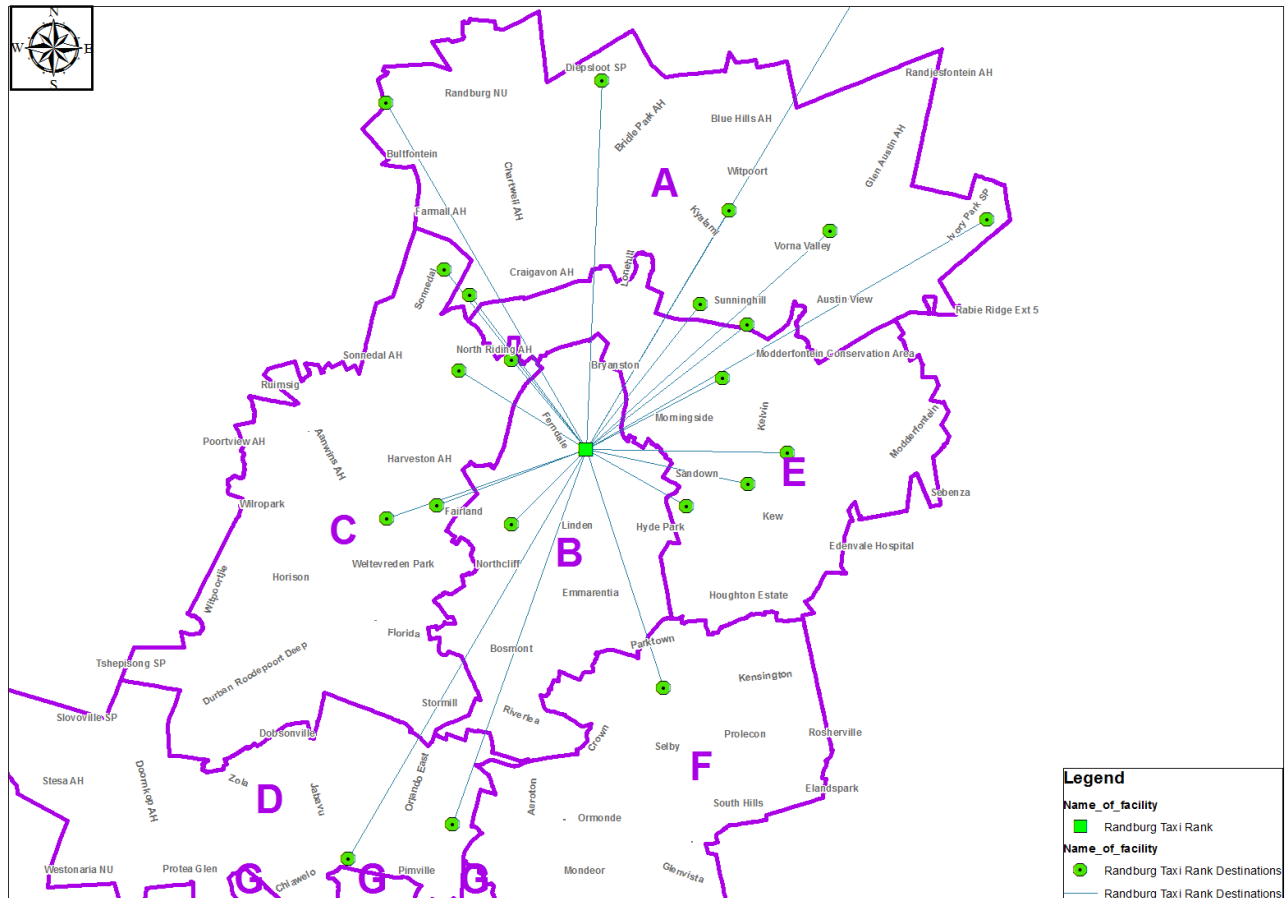 N
W
E
S
Diepsloot SP
Randjesfontein AH
Randburg NU
Bridle Park AH
Blue Hills AH
Bultfontein
Chartwell AH
A
Witpoort
Glen Austin AH
Farmall AH
Kyalami
Ivory Park SP
Vorna Valley
Craigavon AH
Lonehill
Sonnedal
Sunninghill
Austin View
Rabie Ridge Ext 5
Sonnedal AH
North Riding AH
Modderfontein Conservation Area
Bryanston
Ruimsig
Morningside
Kelvin
Ferndale
Modderfontein
Poortview AH
Amwins AH
Harveston AH
Sandown
E
Sebenza
Wilropark
Fairland
C
Linden
Hyde Park
Kew
B
Edenvale Hospital
Weltevreden Park
Northcliff
Horison
Witpoortjie
Emmarentia
Houghton Estate
Florida
Parktown
Bosmont
Tshepisong SP
Durban Roodepoort Deep
Kensington
Stormill
Riverlea
Slovoville SP
Dobsonville
Crown
Selby
Prolecon
Rosherville
F
Stesa AH
Doornkop AH
Zola
Jabavu
Orlando East
Aeroton
Elandspark
D
South Hills
Ormonde
Westonaria NU
Protea Glen
G
Chiawelo
G
Pimville
G
Mondeor
Glenvista
Legend
Name_of_facility
Randburg Taxi Rank
Name_of_facility
Randburg Taxi Rank Destinations
Randburg Taxi Rank Destinations